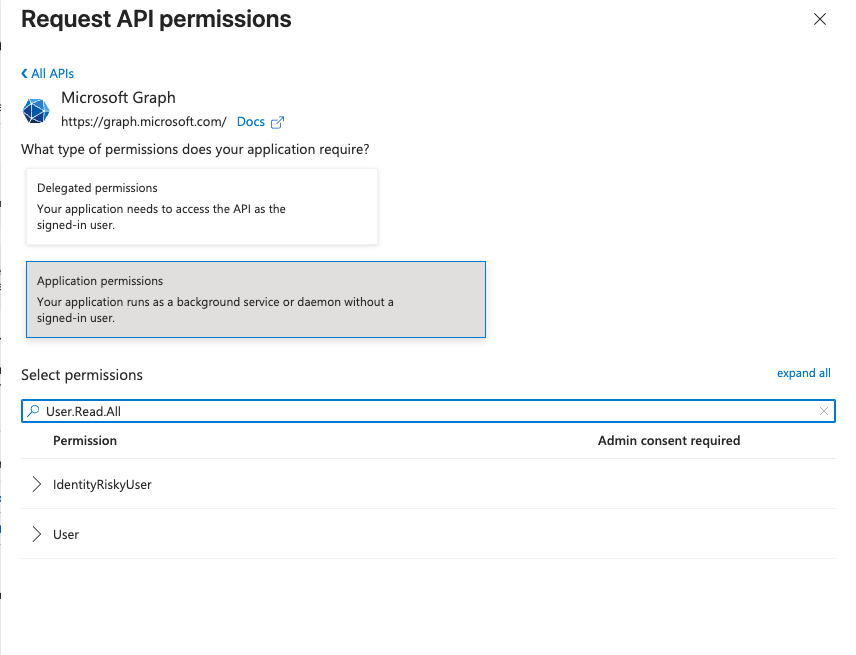 Request API permissions
All APIs
Microsoft Graph
https://graph.microsoft.com/ Docs
What type of permissions does your application require?
Delegated permissions
Your application needs to access the API as the
signed-in user.
Application permissions
Your application runs as a background service or daemon without a
signed-in user.
Select permissions
expand all
User.Read.All
Permission
Admin consent required
IdentityRiskyUser
User